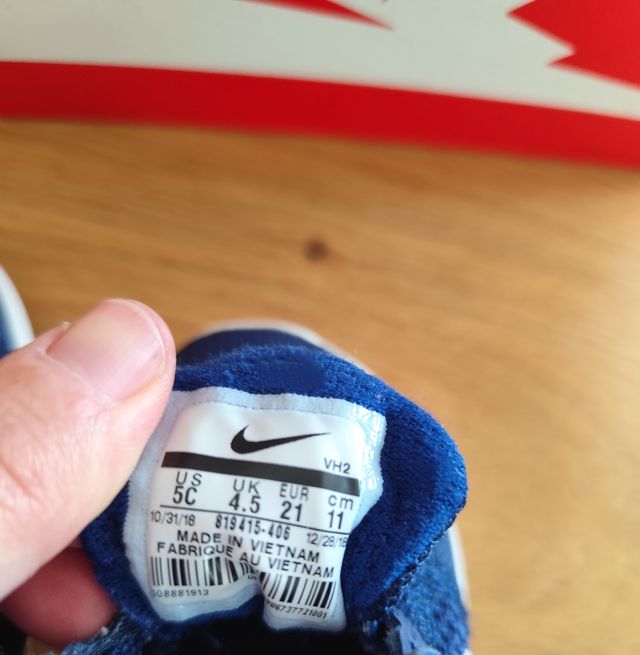 VH2
US UK EUR cm
5C 4.5 21 11
10/31/18 819415-406 12/28/18
MADE IN VIETNAM
FABRIQUE AU VIETNAM